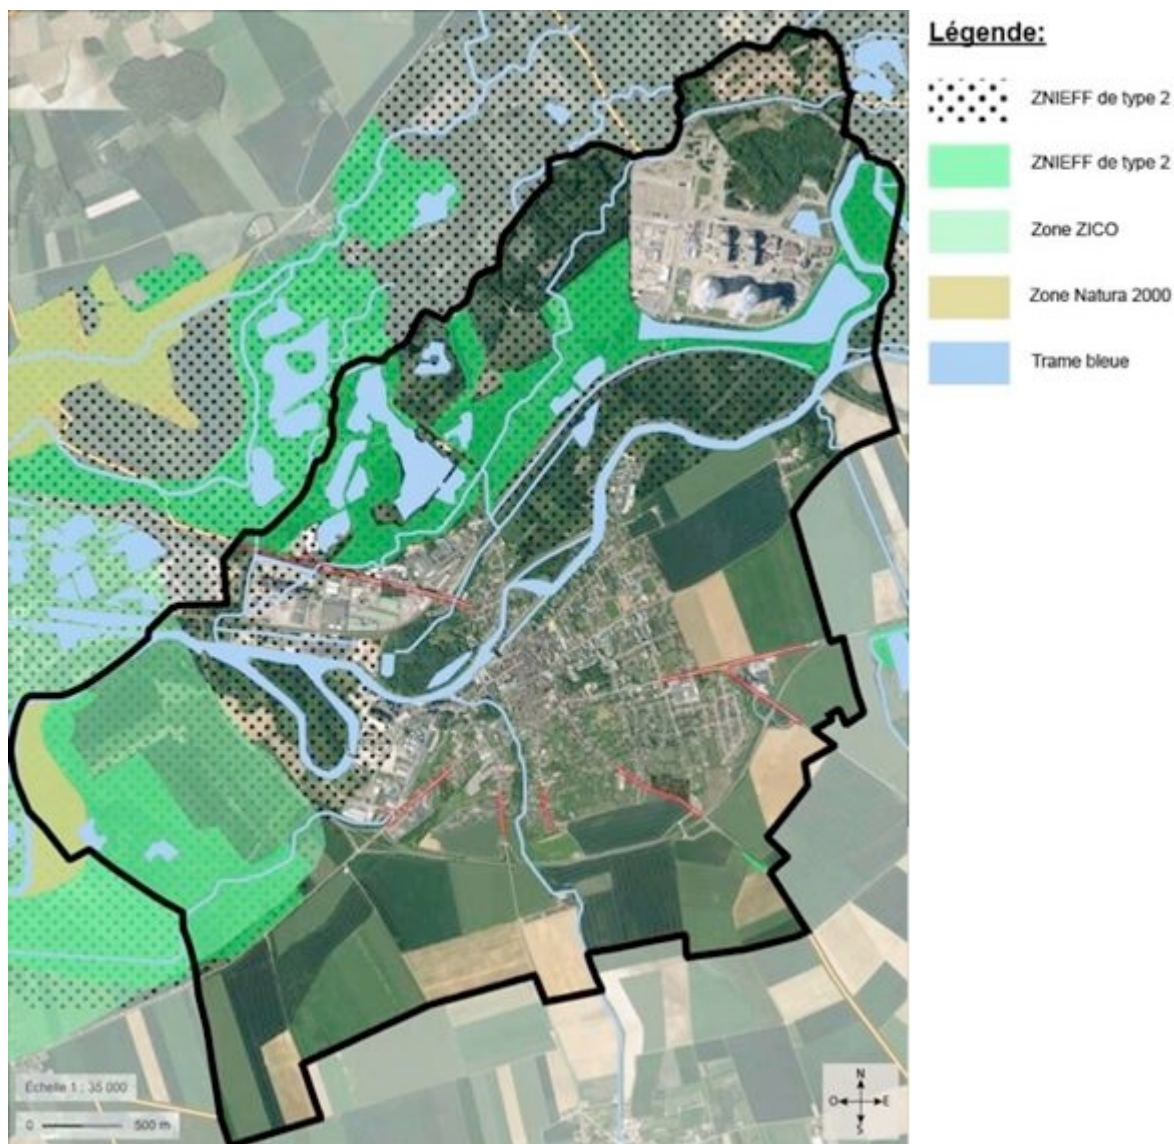 Légende:
ZNIEFF de type 2
ZNIEFF de type 2
Zone ZICO
Zone Natura 2000
Trame bleue
Échelle 1 : 35 000
0 500 m
N
O E
S